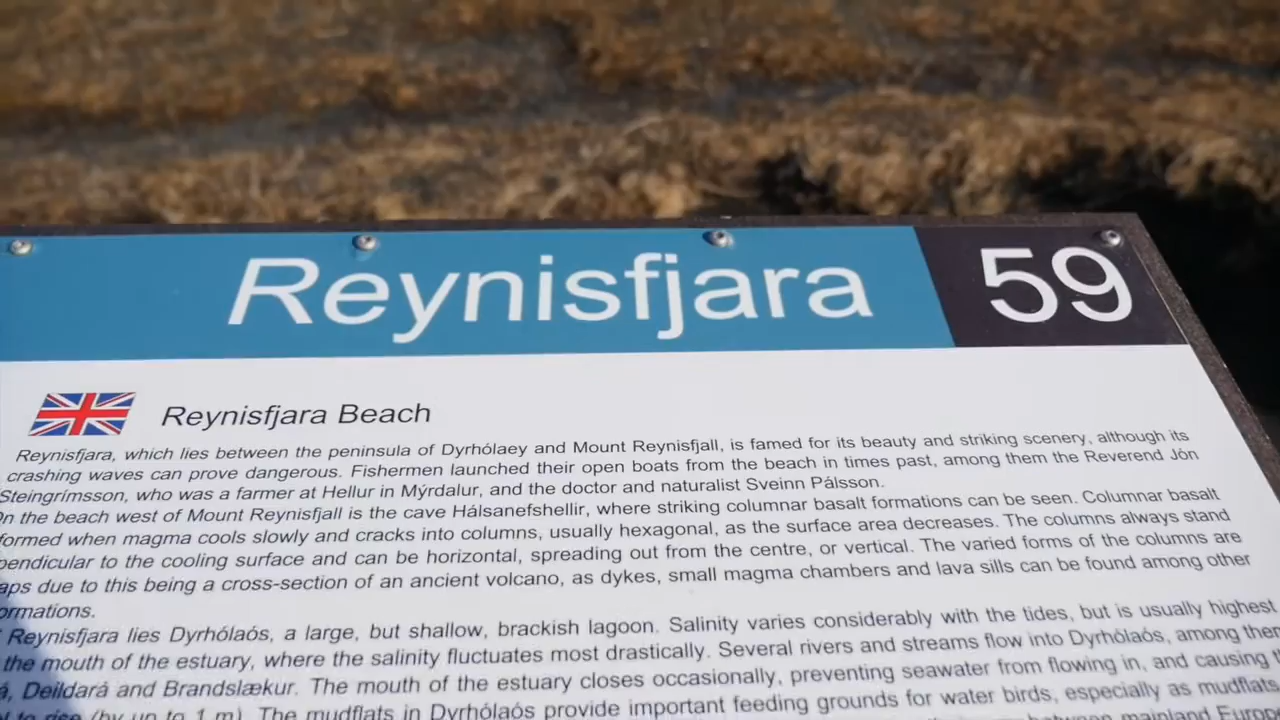 Reynisfjara 59
Reynisfjara Beach
Reynisfjara, which lies between the peninsula of Dyrhólaey and Mount Reynisfjall, is famed for its beauty and striking scenery, although its
crashing waves can prove dangerous. Fishermen launched their open boats from the beach in times past, among them the Reverend Jón
Steingrímsson, who was a farmer at Hellur in Mýrdalur, and the doctor and naturalist Sveinn Pálsson.
On the beach west of Mount Reynisfjall is the cave Hálsanefshellir, where striking columnar basalt formations can be seen. Columnar basalt
formed when magma cools slowly and cracks into columns, usually hexagonal, as the surface area decreases. The columns always stand
pendicular to the cooling surface and can be horizontal, spreading out from the centre, or vertical. The varied forms of the columns are
aps due to this being a cross-section of an ancient volcano, as dykes, small magma chambers and lava sills can be found among other
ormations.
Reynisfjara lies Dyrhólaós, a large, but shallow, brackish lagoon. Salinity varies considerably with the tides, but is usually highest
the mouth of the estuary, where the salinity fluctuates most drastically. Several rivers and streams flow into Dyrhólaós, among them
Deildará and Brandslækur. The mouth of the estuary closes occasionally, preventing seawater from flowing in, and causing
to rise (by up to 1 m). The mudflats in Dyrhólaós provide important feeding grounds for water birds, especially as mudflats
between mainland Europe